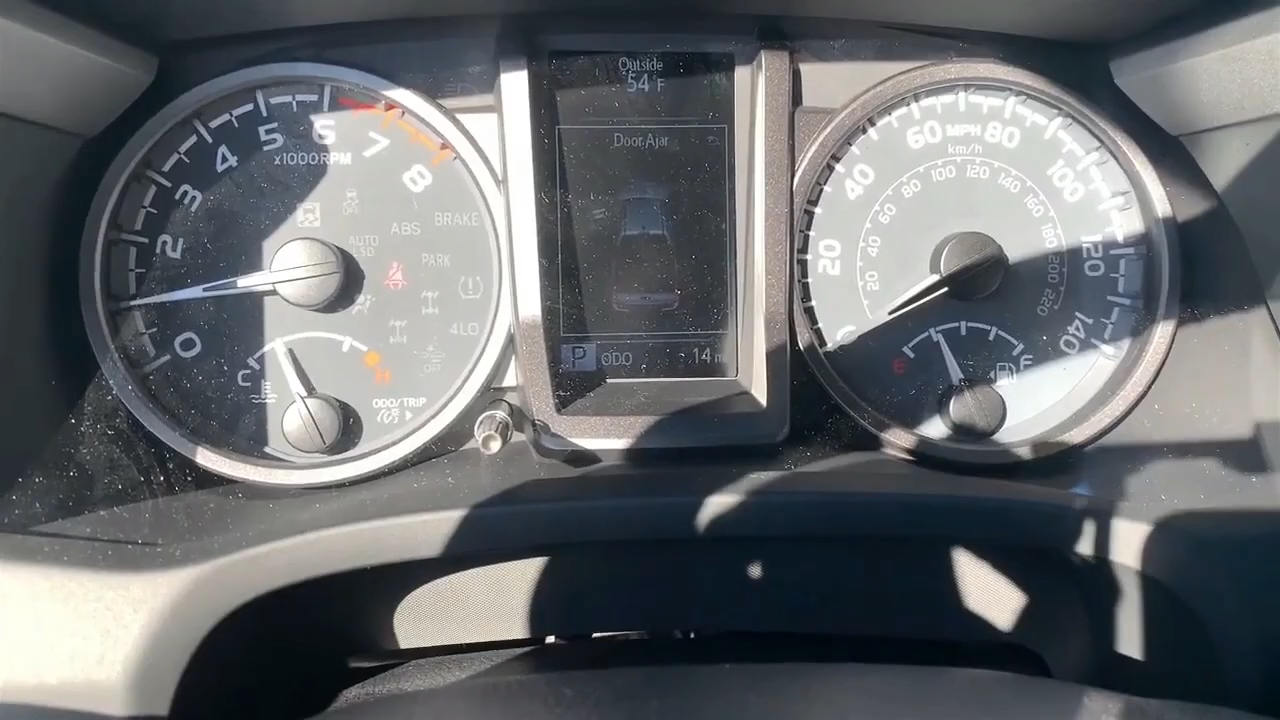 0
2
3
4
5
6
7
8
x1000RPM
ABS
BRAKE
AUTO
LSD
PARK
4LO
OFF
C
H
ODO/TRIP
Outside
54°F
Door Ajar
P ODO 14 mi
0
20
40
60 MPH 80
100
120
140
km/h
20
40
60
80
100
120
140
160
180
200
220
E
F